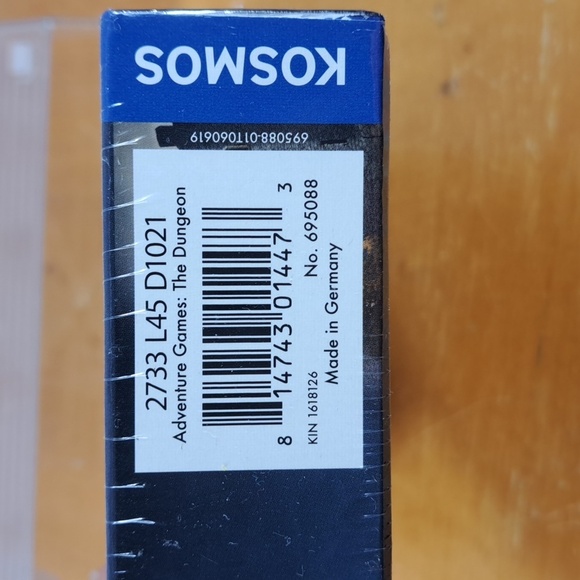 KOSMOS
695088-01T060619
2733 L45 D1021
Adventure Games: The Dungeon
8 14743 01447 3
KIN 1618126
No. 695088
Made in Germany